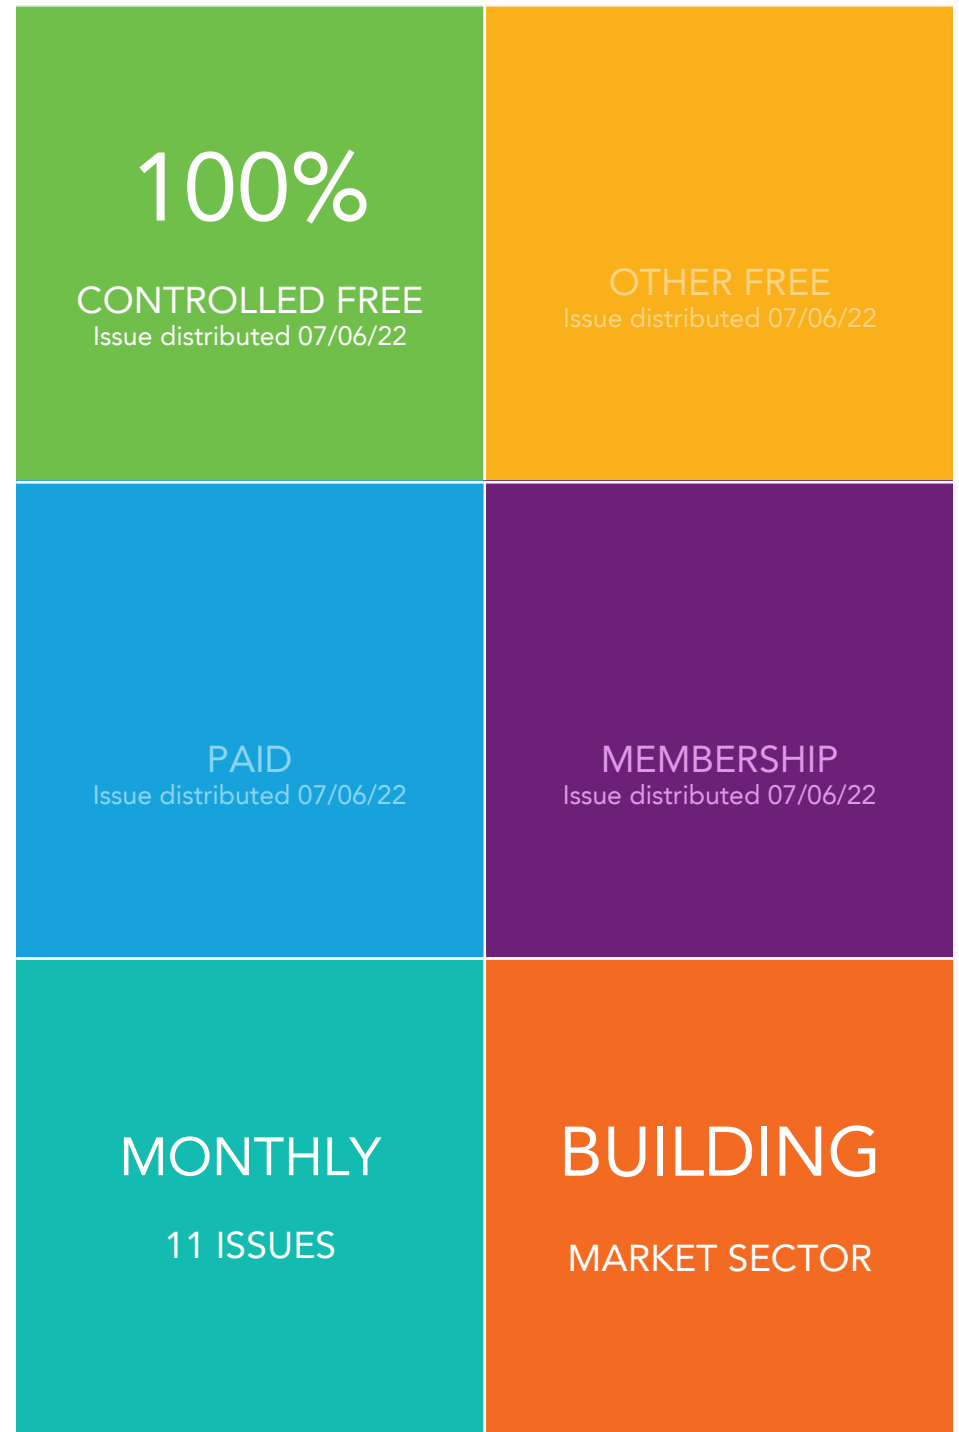 100%
CONTROLLED FREE
Issue distributed 07/06/22
OTHER FREE
Issue distributed 07/06/22
PAID
Issue distributed 07/06/22
MEMBERSHIP
Issue distributed 07/06/22
MONTHLY
11 ISSUES
BUILDING
MARKET SECTOR